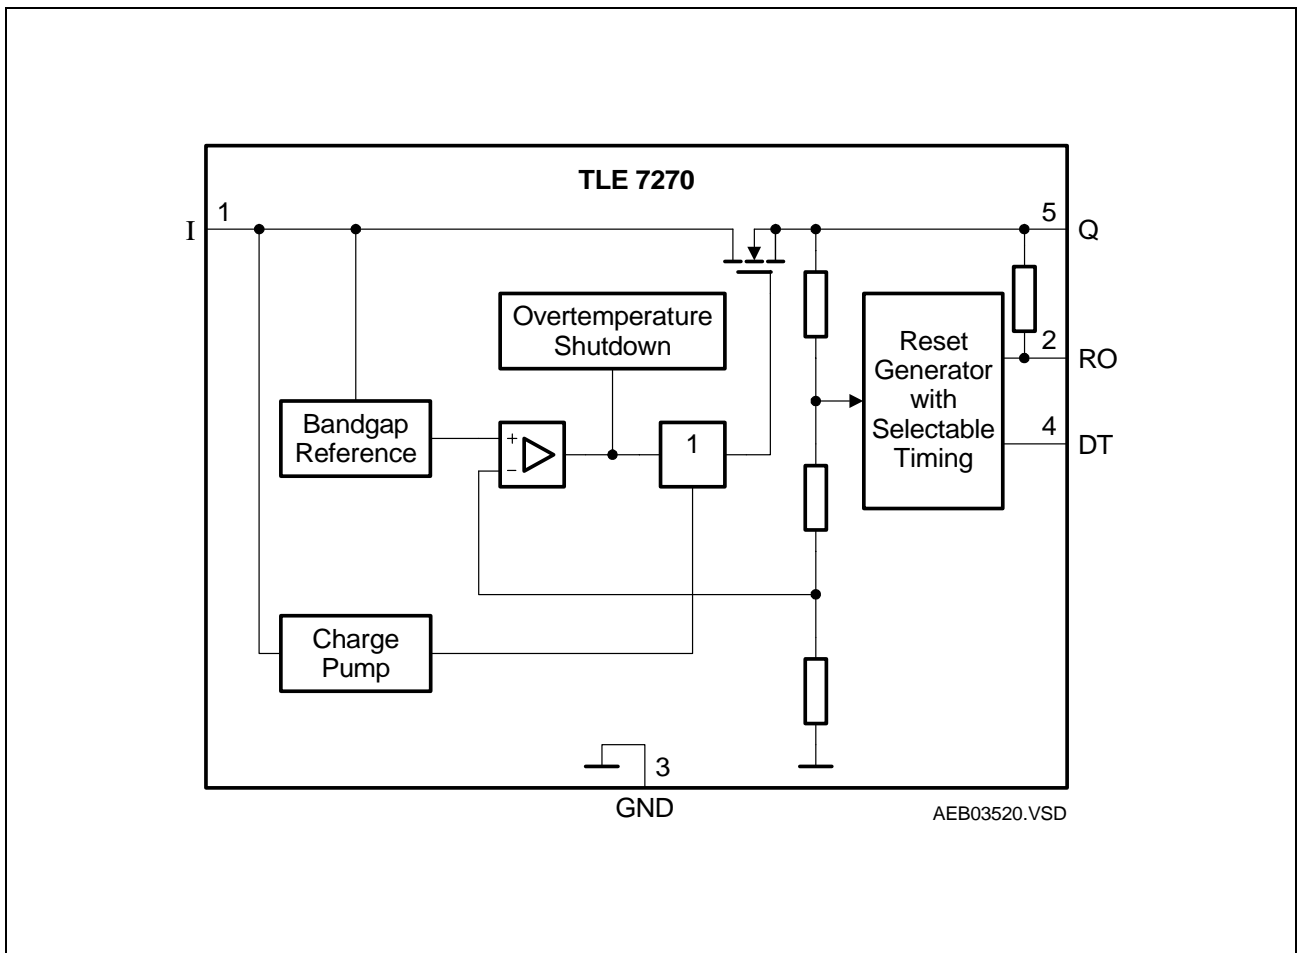 TLE 7270
I
1
5
Q
Overtemperature
Shutdown
Reset
Generator
with
Selectable
Timing
2
RO
4
DT
Bandgap
Reference
+
−
1
Charge
Pump
3
GND
AEB03520.VSD